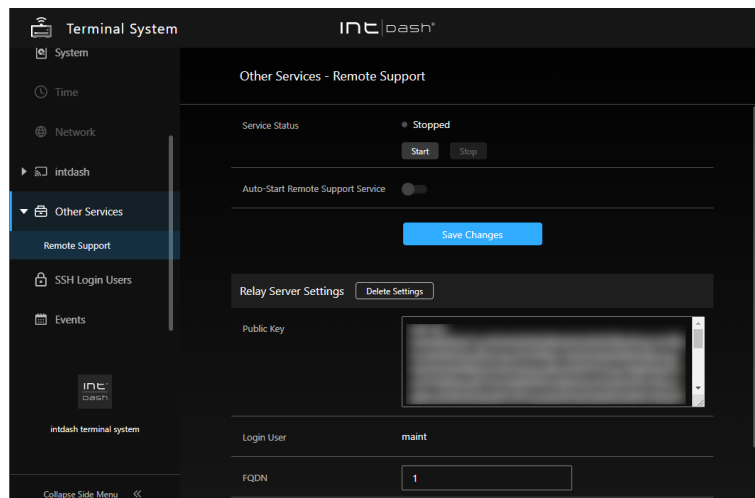 Terminal System
intDash®
System
Time
Network
intdash
Other Services
Remote Support
SSH Login Users
Events
int
Dash
intdash terminal system
Collapse Side Menu
Other Services - Remote Support
Service Status
Stopped
Start
Stop
Auto-Start Remote Support Service
Save Changes
Relay Server Settings
Delete Settings
Public Key
Login User
maint
FQDN
1